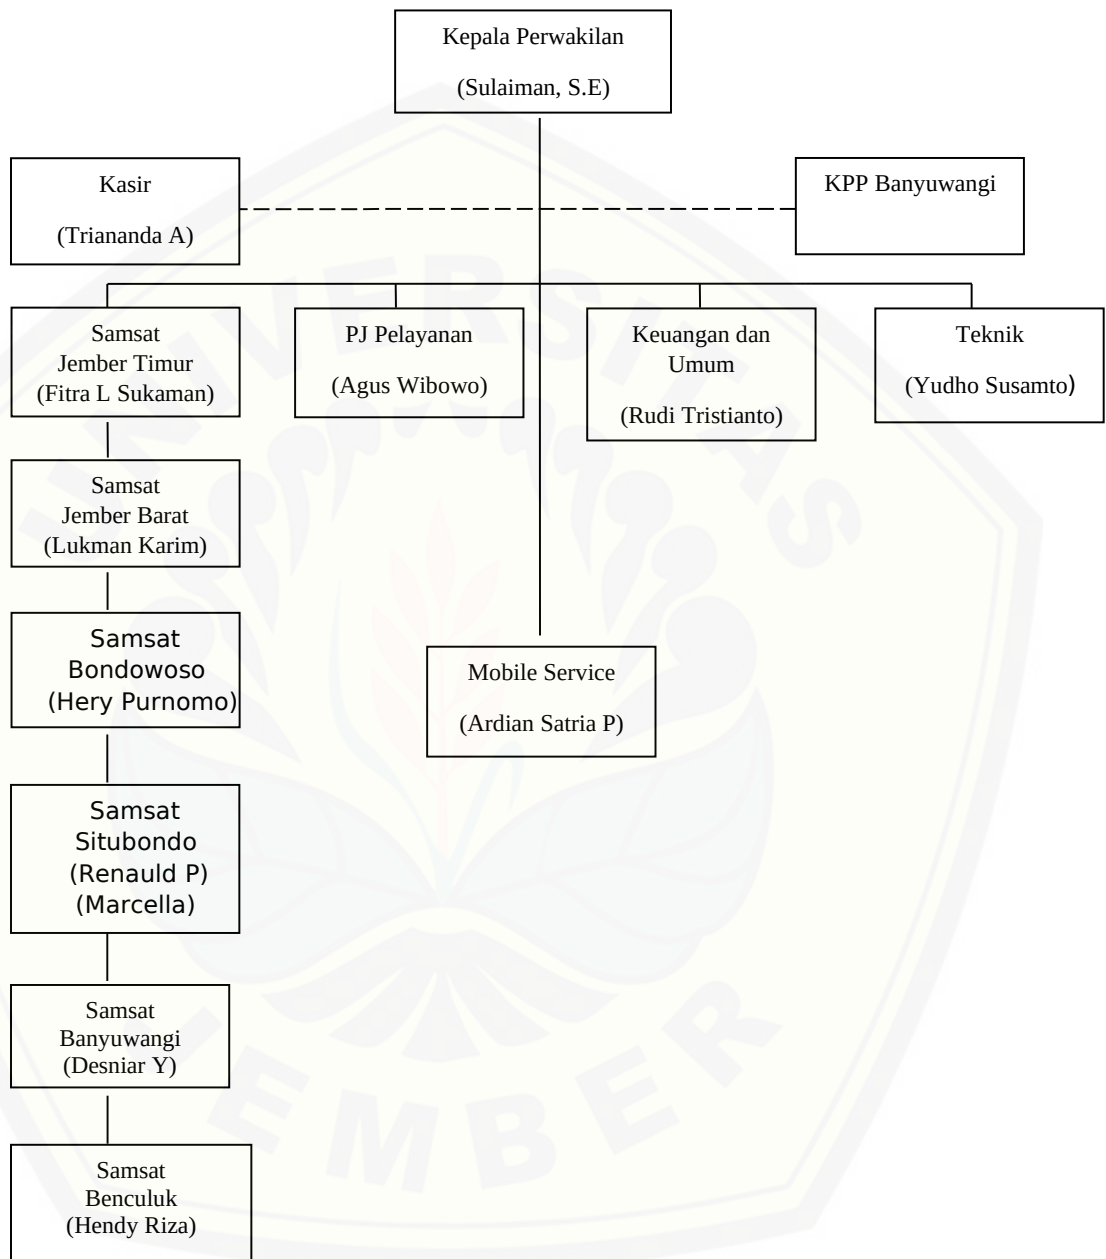 Kepala Perwakilan
(Sulaiman, S.E)
Kasir
(Triananda A)
KPP Banyuwangi
Samsat
Jember Timur
(Fitra L Sukaman)
PJ Pelayanan
(Agus Wibowo)
Keuangan dan
Umum
(Rudi Tristianto)
Teknik
(Yudho Susamto)
Samsat
Jember Barat
(Lukman Karim)
Samsat
Bondowoso
(Hery Purnomo)
Mobile Service
(Ardian Satria P)
Samsat
Situbondo
(Renauld P)
(Marcella)
Samsat
Banyuwangi
(Desniar Y)
Samsat
Benculuk
(Hendy Riza)
UNIVERSITAS
JEMBER